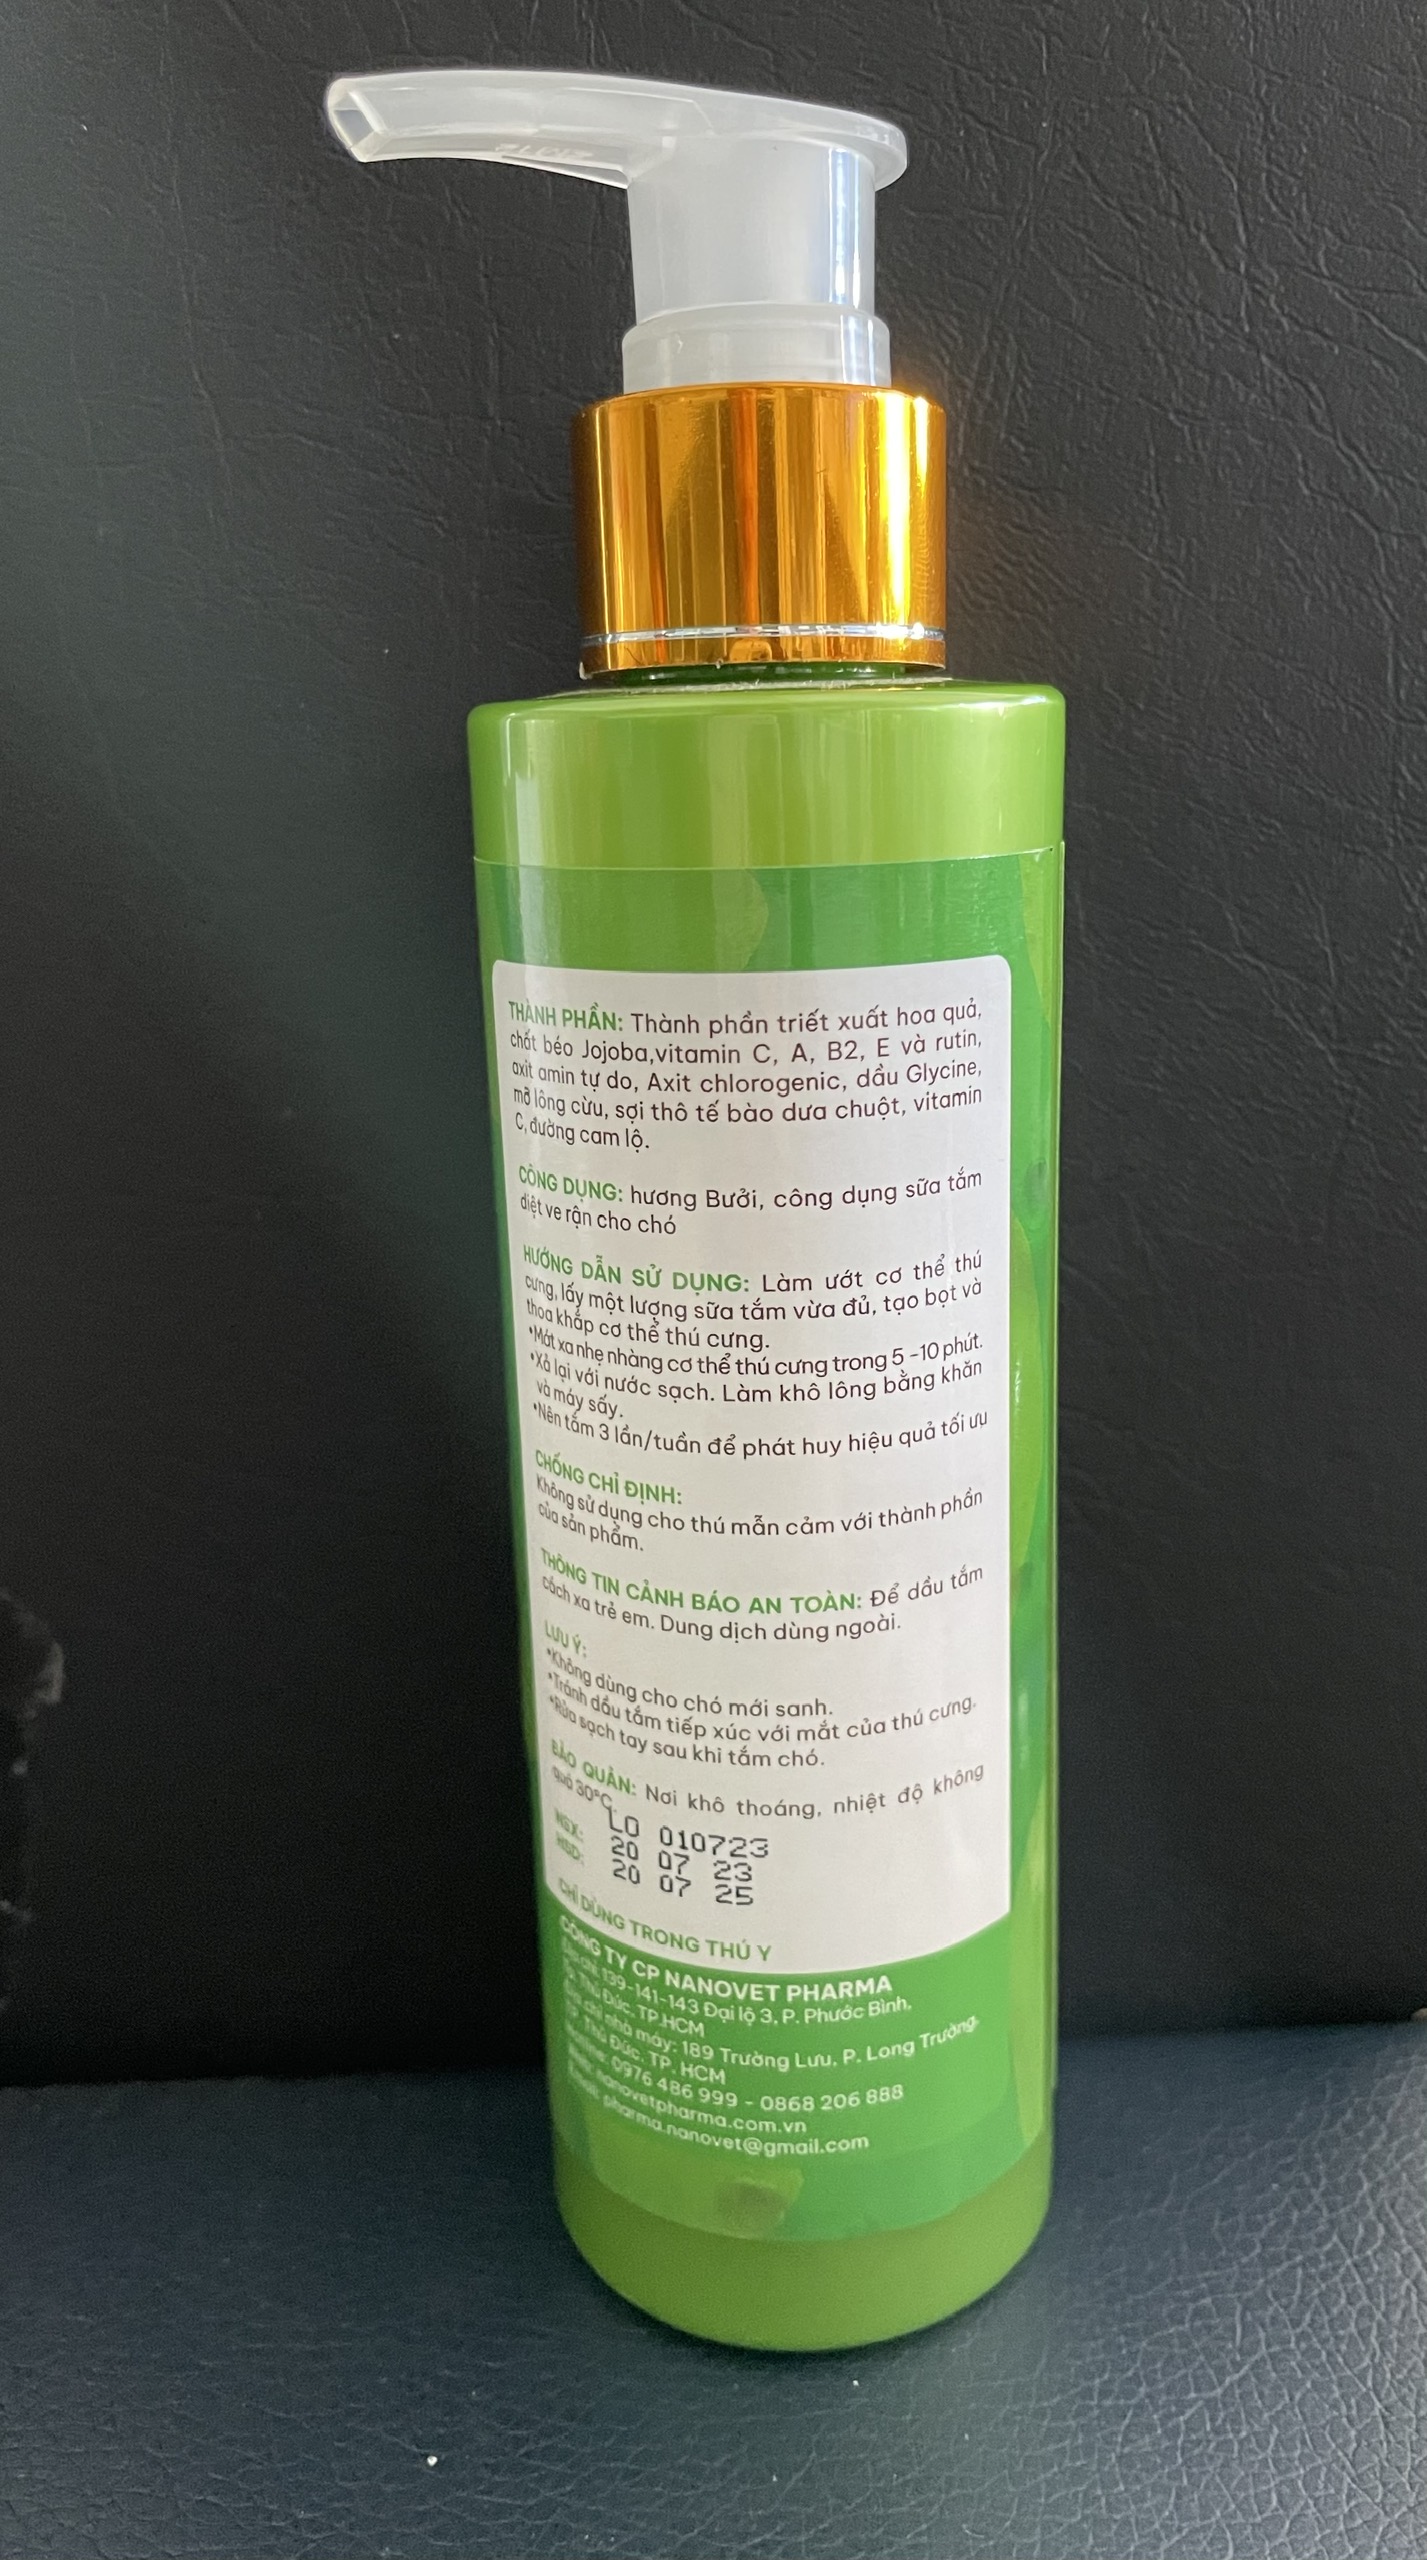 THÀNH PHẦN: Thành phần triết xuất hoa quả,
chất béo Jojoba,vitamin C, A, B2, E và rutin,
axit amin tự do, Axit chlorogenic, dầu Glycine,
mỡ lông cừu, sợi thô tế bào dưa chuột, vitamin
C, đường cam lộ.
CÔNG DỤNG: hương Bưởi, công dụng sữa tắm
diệt ve rận cho chó
HƯỚNG DẪN SỬ DỤNG: Làm ướt cơ thể thú
cưng, lấy một lượng sữa tắm vừa đủ, tạo bọt và
thoa khắp cơ thể thú cưng.
•Mát xa nhẹ nhàng cơ thể thú cưng trong 5 -10 phút.
•Xả lại với nước sạch. Làm khô lông bằng khăn
và máy sấy.
•Nên tắm 3 lần/tuần để phát huy hiệu quả tối ưu
CHỐNG CHỈ ĐỊNH:
Không sử dụng cho thú mẫn cảm với thành phần
của sản phẩm.
THÔNG TIN CẢNH BÁO AN TOÀN: Để dầu tắm
cách xa trẻ em. Dung dịch dùng ngoài.
LƯU Ý:
•Không dùng cho chó mới sanh.
•Tránh dầu tắm tiếp xúc với mắt của thú cưng.
•Rửa sạch tay sau khi tắm chó.
BẢO QUẢN: Nơi khô thoáng, nhiệt độ không
quá 30°C.
LO 010723
NSX: 20 07 23
HSD: 20 07 25
CHỈ DÙNG TRONG THÚ Y
CÔNG TY CP NANOVET PHARMA
Địa chỉ: 139-141-143 Đại lộ 3, P. Phước Bình,
Tp. Thủ Đức, TP.HCM
Địa chỉ nhà máy: 189 Trường Lưu, P. Long Trường,
TP. Thủ Đức, TP. HCM
0976 486 999 - 0868 206 888
nanovetpharma.com.vn
pharma.nanovet@gmail.com